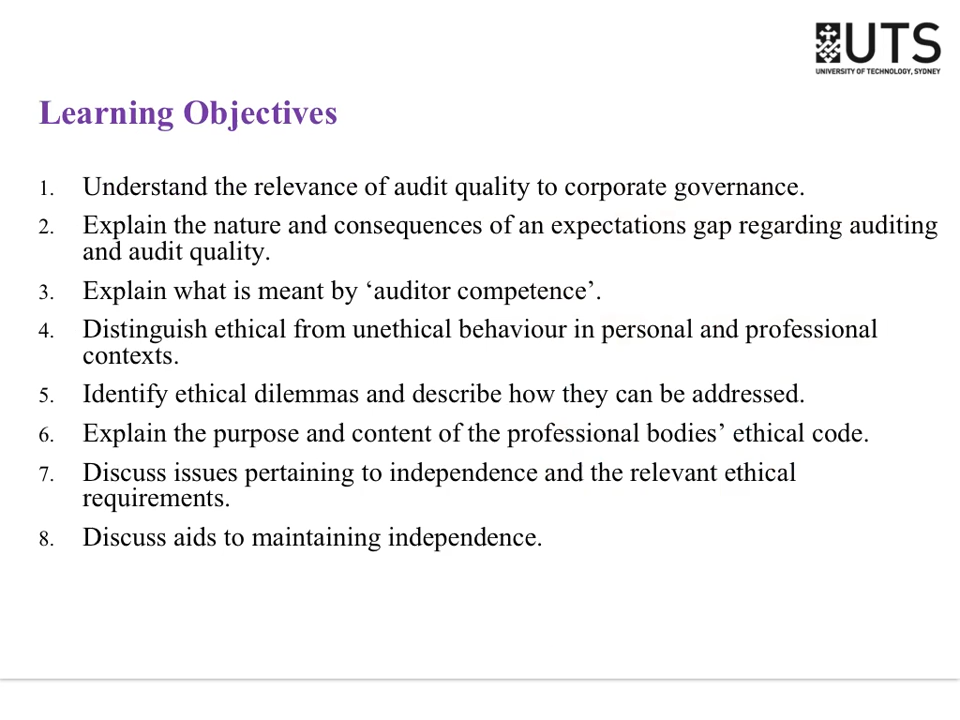 UTS
UNIVERSITY OF TECHNOLOGY, SYDNEY
Learning Objectives
1. Understand the relevance of audit quality to corporate governance.
2. Explain the nature and consequences of an expectations gap regarding auditing
and audit quality.
3. Explain what is meant by ‘auditor competence’.
4. Distinguish ethical from unethical behaviour in personal and professional
contexts.
5. Identify ethical dilemmas and describe how they can be addressed.
6. Explain the purpose and content of the professional bodies’ ethical code.
7. Discuss issues pertaining to independence and the relevant ethical
requirements.
8. Discuss aids to maintaining independence.